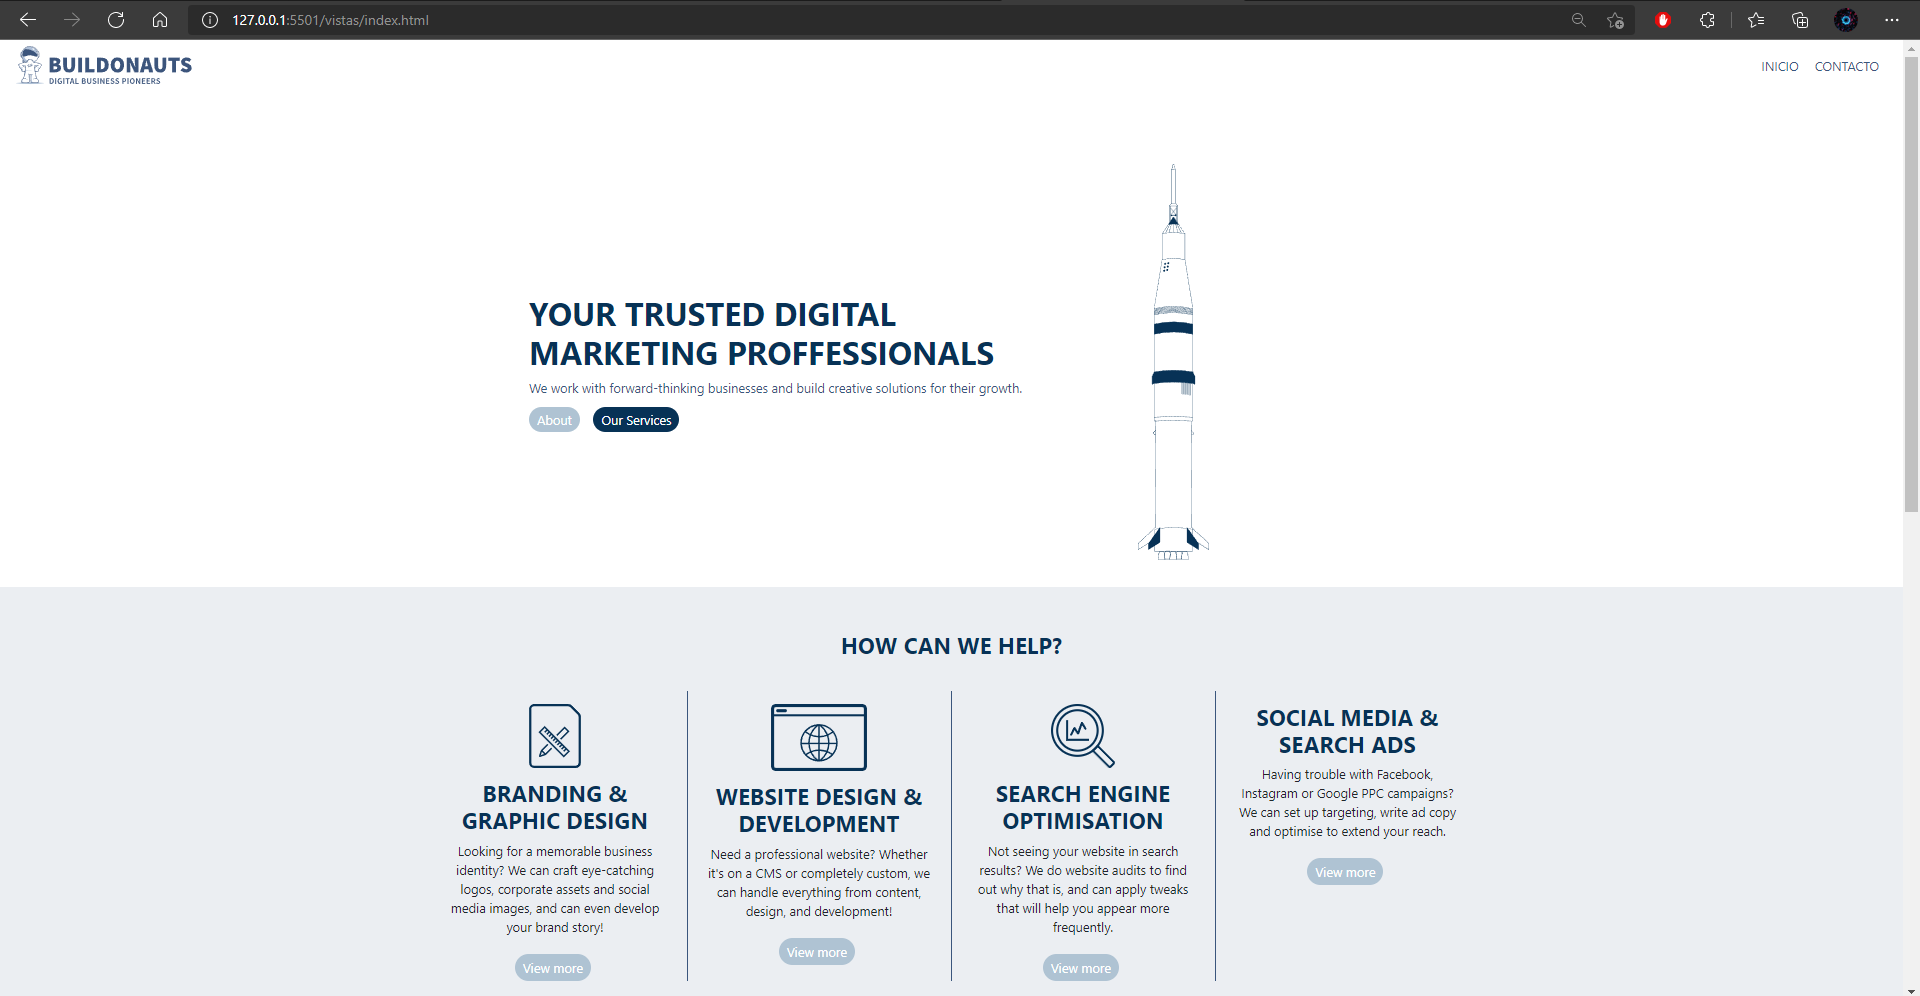 127.0.0.1:5501/vistas/index.html
BUILDONAUTS
DIGITAL BUSINESS PIONEERS
INICIO CONTACTO
YOUR TRUSTED DIGITAL
MARKETING PROFFESSIONALS
We work with forward-thinking businesses and build creative solutions for their growth.
About Our Services
HOW CAN WE HELP?
BRANDING &
GRAPHIC DESIGN
Looking for a memorable business
identity? We can craft eye-catching
logos, corporate assets and social
media images, and can even develop
your brand story!
View more
WEBSITE DESIGN &
DEVELOPMENT
Need a professional website? Whether
it's on a CMS or completely custom, we
can handle everything from content,
design, and development!
View more
SEARCH ENGINE
OPTIMISATION
Not seeing your website in search
results? We do website audits to find
out why that is, and can apply tweaks
that will help you appear more
frequently.
View more
SOCIAL MEDIA &
SEARCH ADS
Having trouble with Facebook,
Instagram or Google PPC campaigns?
We can set up targeting, write ad copy
and optimise to extend your reach.
View more